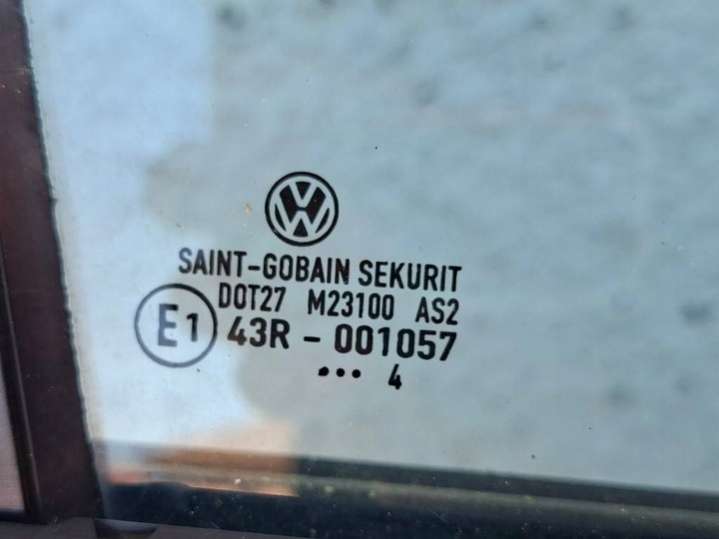 SAINT-GOBAIN SEKURIT
DOT27 M23100 AS2
E1 43R - 001057
••• 4